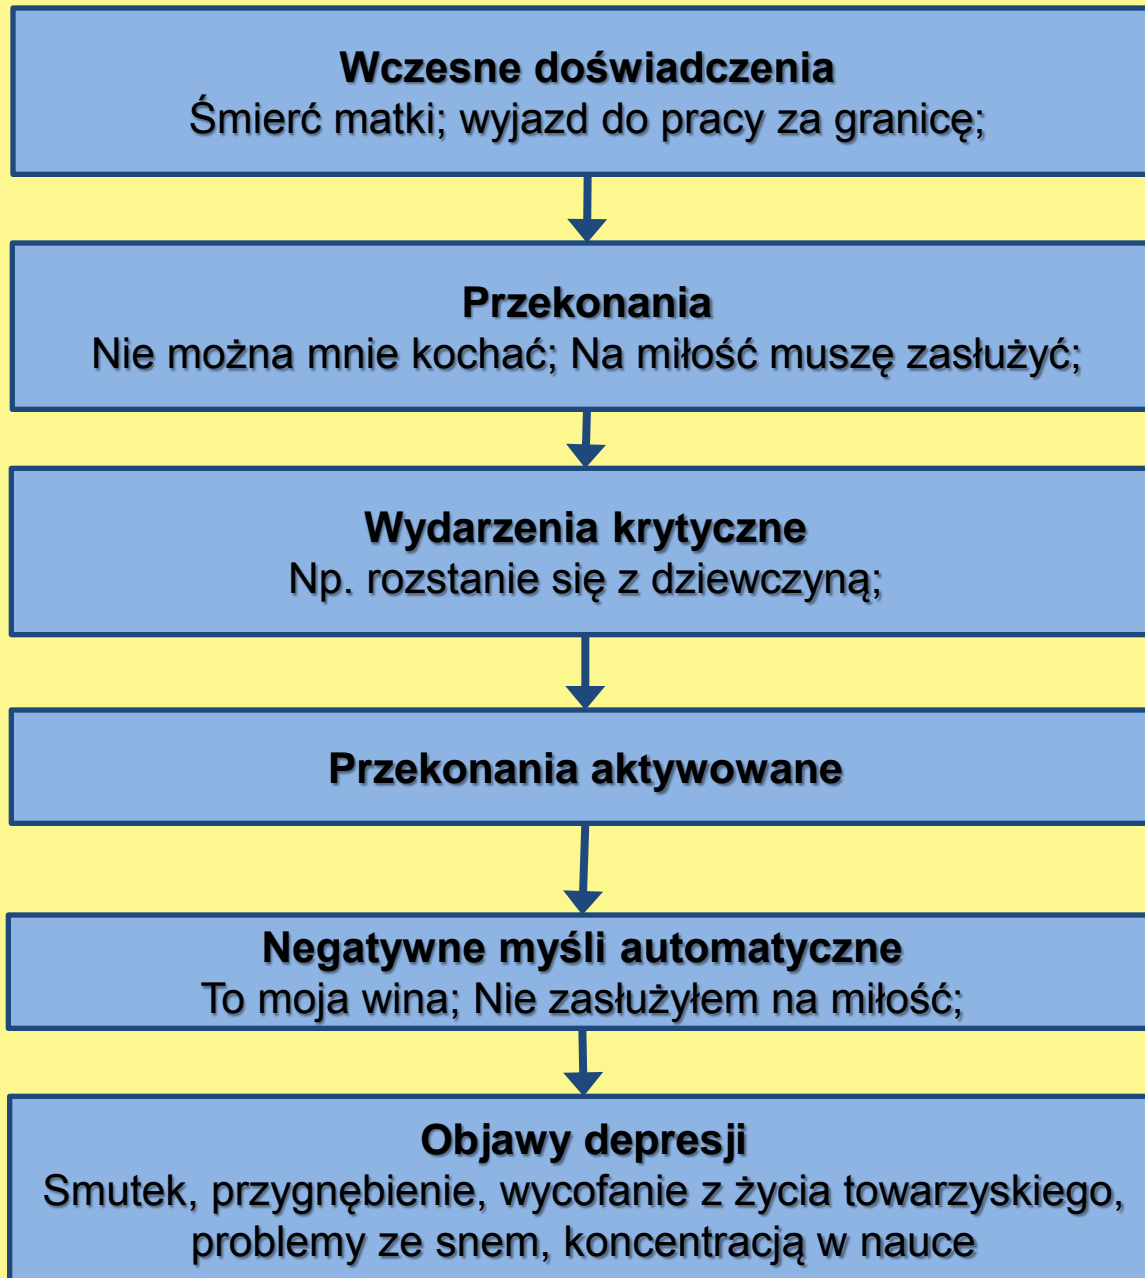 Wczesne doświadczenia
Śmierć matki; wyjazd do pracy za granicę;
Przekonania
Nie można mnie kochać; Na miłość muszę zasłużyć;
Wydarzenia krytyczne
Np. rozstanie się z dziewczyną;
Przekonania aktywowane
Negatywne myśli automatyczne
To moja wina; Nie zasłużyłem na miłość;
Objawy depresji
Smutek, przygnębienie, wycofanie z życia towarzyskiego,
problemy ze snem, koncentracją w nauce